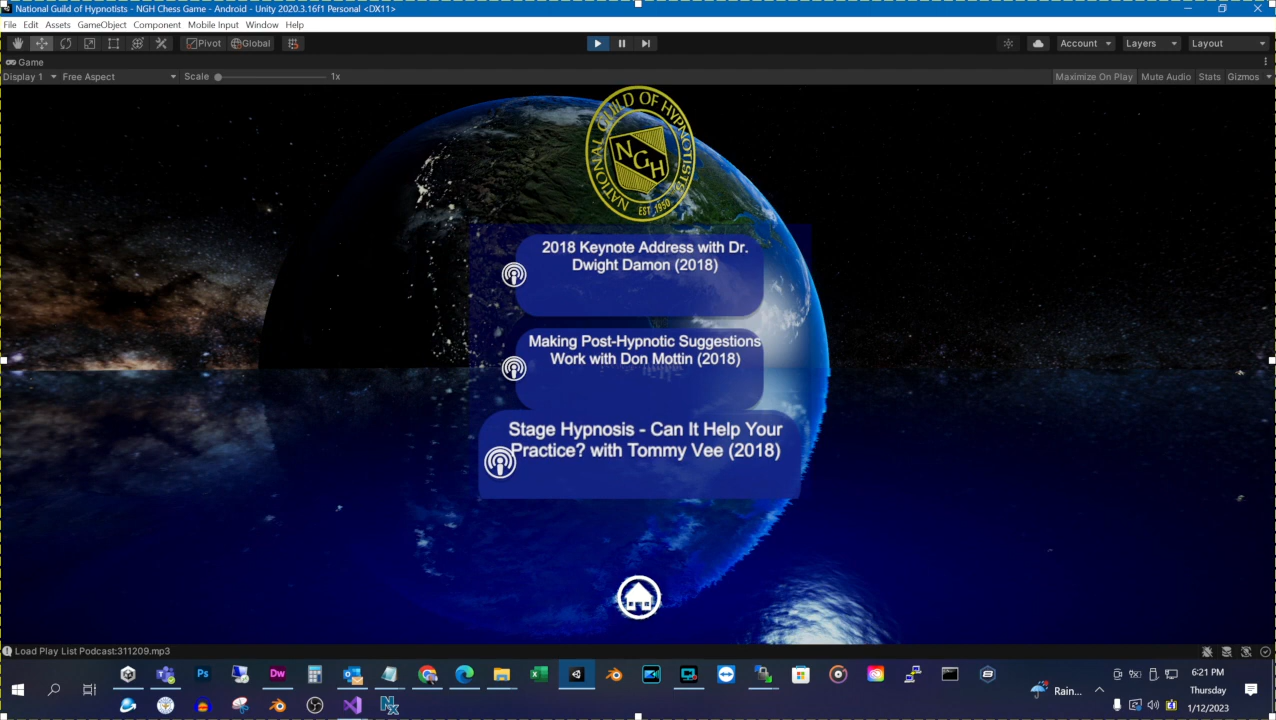 National Guild of Hypnotists - NGH Chess Name - Android - Unity 2020.3.16f1 Personal <DX11>
File Edit Assets GameObject Component Mobile Input Window Help
Pivot Global Account Layers Layout
Game
Display 1 Free Aspect Scale 1x Maximize On Play Mute Audio Stats Gizmos
NATIONAL GUILD OF HYPNOTISTS
NGH
EST 1950
2018 Keynote Address with Dr.
Dwight Damon (2018)
Making Post-Hypnotic Suggestions
Work with Don Mottin (2018)
Stage Hypnosis - Can It Help Your
Practice? with Tommy Vee (2018)
Load Play List Podcast:311209.mp3
Ps Dw
Rain...
6:21 PM
Thursday
1/12/2023